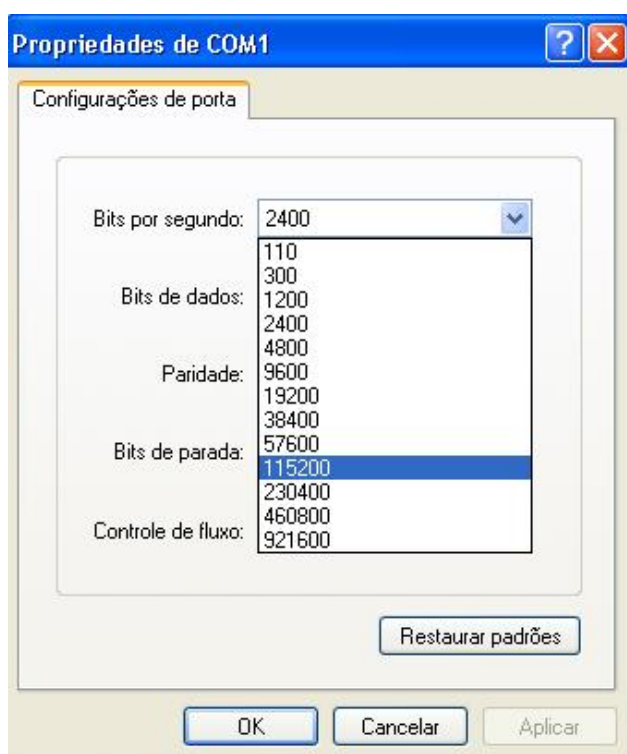 Propriedades de COM1
Configurações de porta
Bits por segundo: 2400
110
300
Bits de dados: 1200
2400
4800
Paridade: 9600
19200
38400
Bits de parada: 57600
115200
230400
Controle de fluxo: 460800
921600
Restaurar padrões
OK Cancelar Aplicar